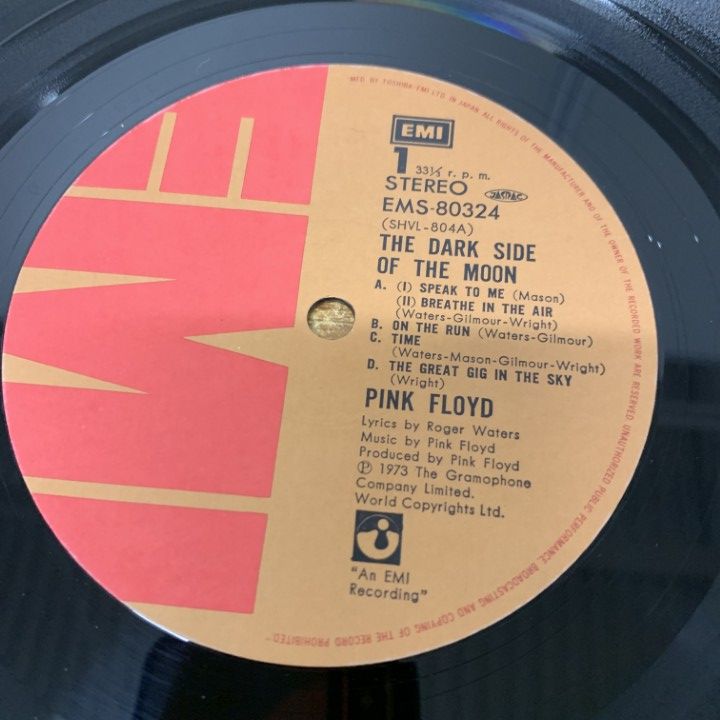 MFD. BY TOSHIBA-EMI LTD. IN JAPAN. ALL RIGHTS OF THE MANUFACTURER AND OF THE OWNER OF THE RECORDED WORK ARE RESERVED UNAUTHORIZED PUBLIC PERFORMANCE, BROADCASTING AND COPYING OF THE RECORD PROHIBITED"
EMI
EMI
1 33⅓ r. p. m.
STEREO JASRAC
EMS-80324
(SHVL-804A)
THE DARK SIDE
OF THE MOON
A. (I) SPEAK TO ME (Mason)
(II) BREATHE IN THE AIR
(Waters-Gilmour-Wright)
B. ON THE RUN (Waters-Gilmour)
C. TIME
(Waters-Mason-Gilmour-Wright)
D. THE GREAT GIG IN THE SKY
(Wright)
PINK FLOYD
Lyrics by Roger Waters
Music by Pink Floyd
Produced by Pink Floyd
Ⓟ 1973 The Gramophone
Company Limited.
World Copyrights Ltd.
"An EMI
Recording"